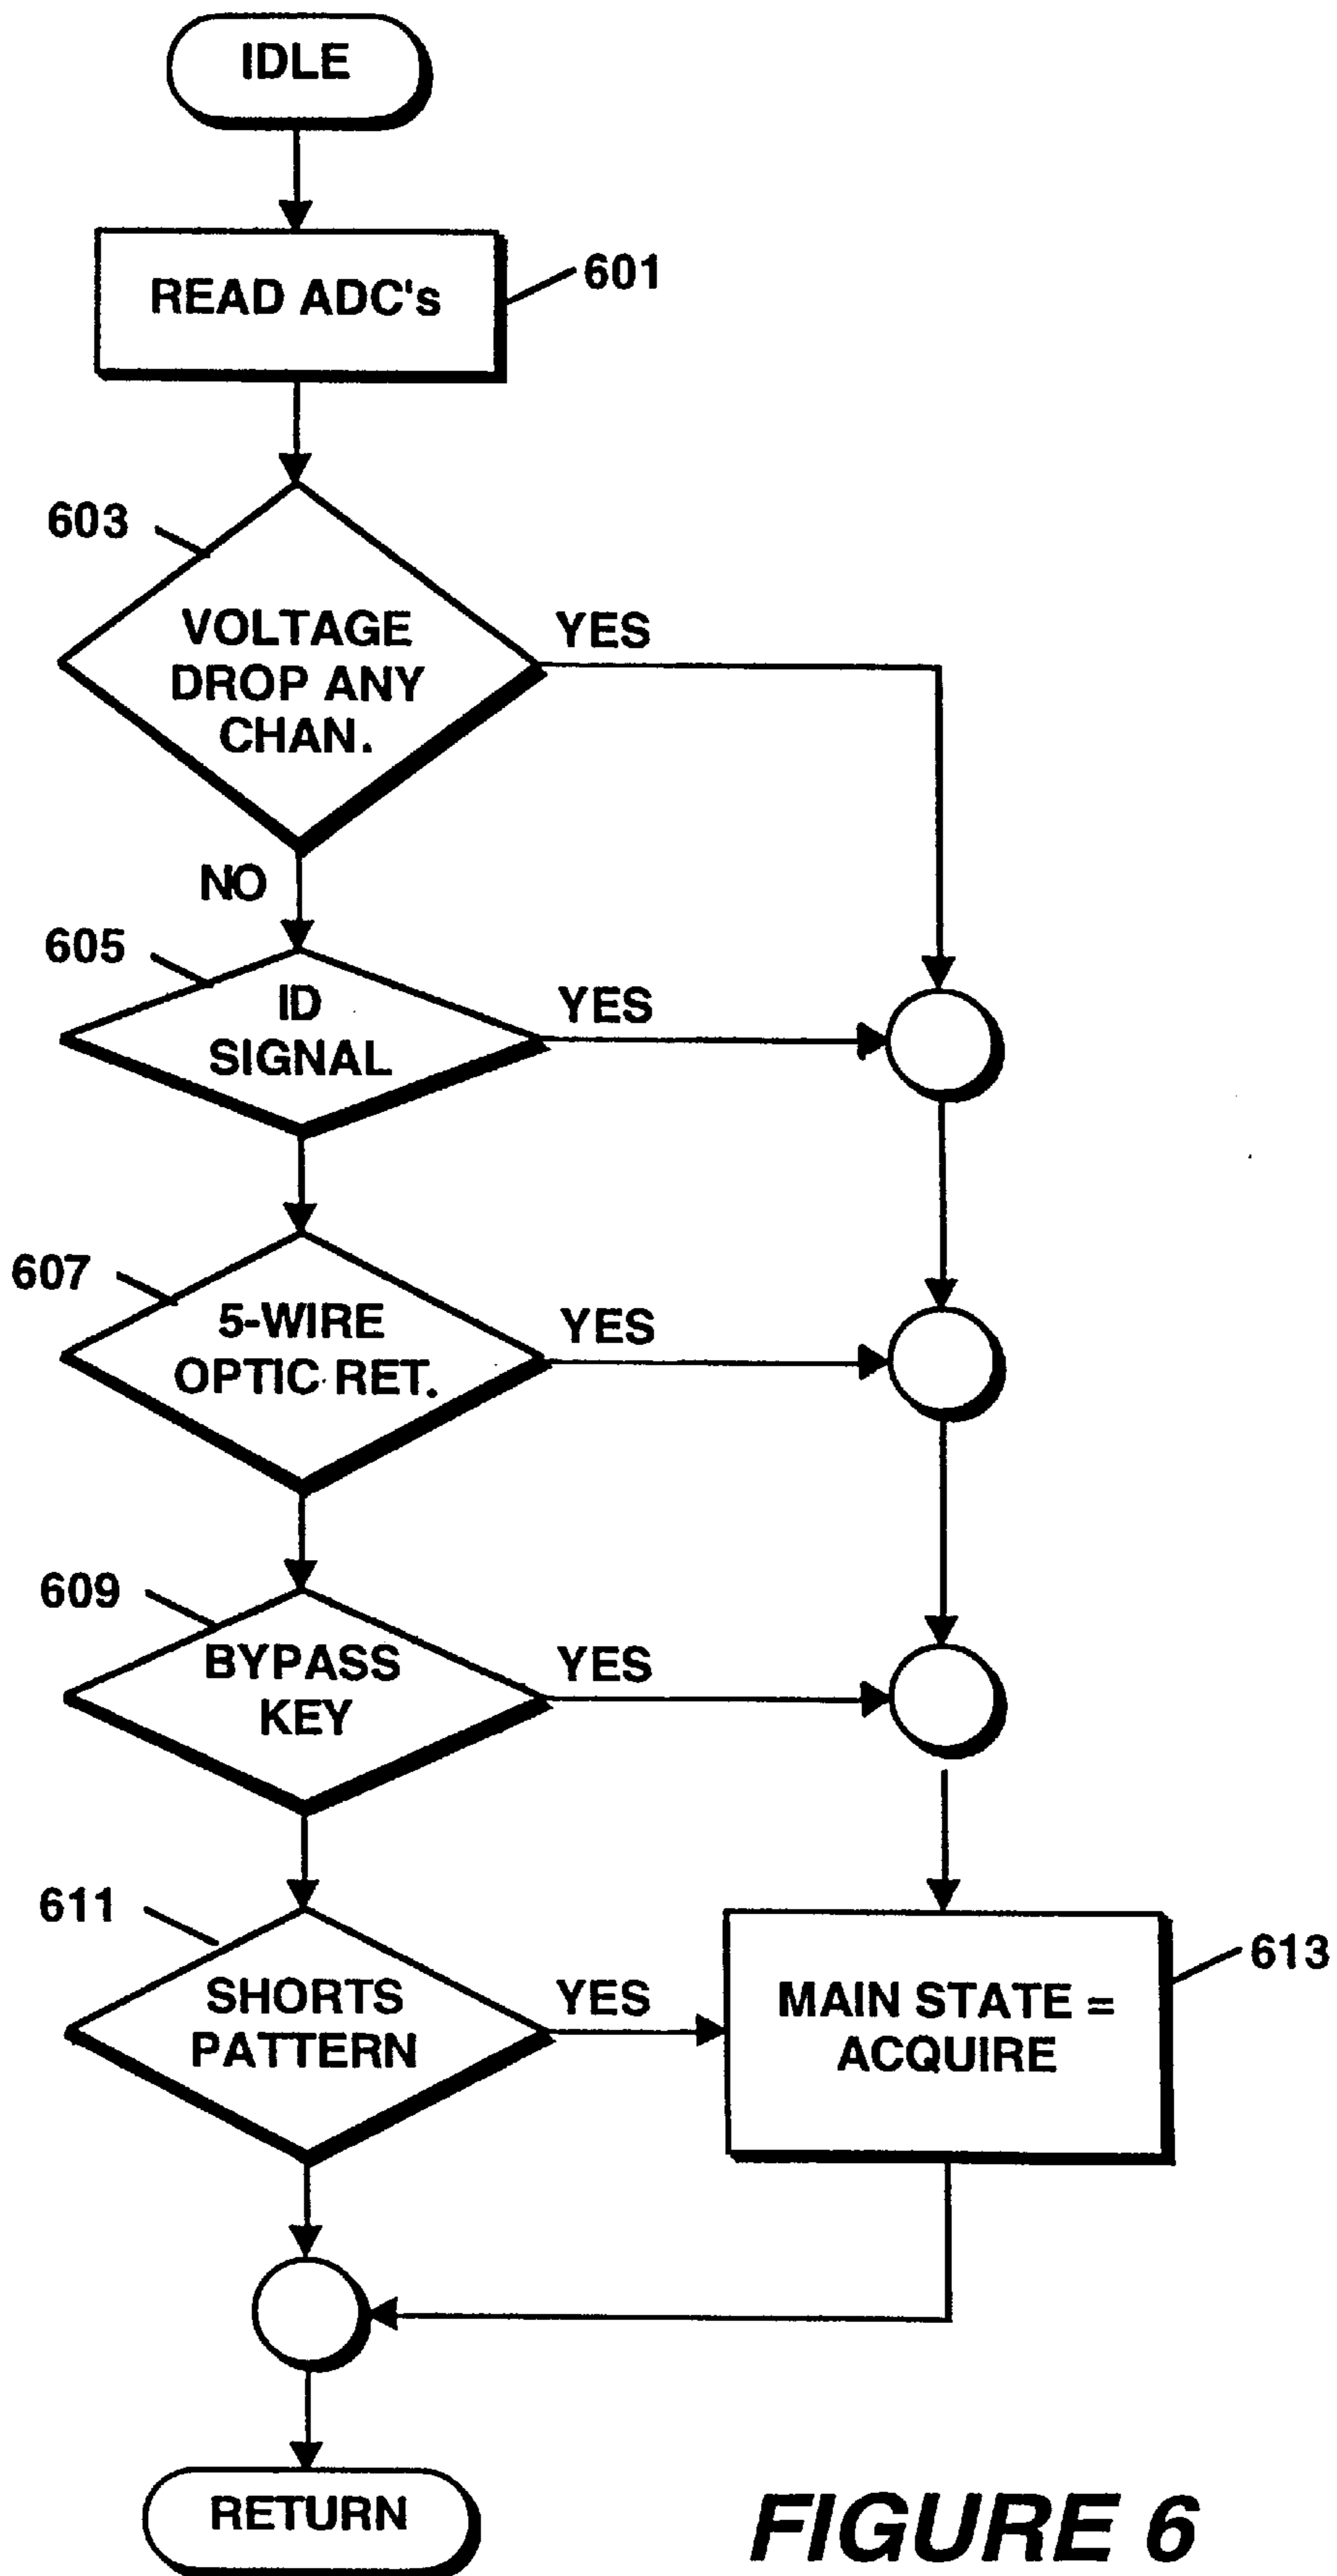 IDLE
READ ADC's
601
603
VOLTAGE
DROP ANY
CHAN.
YES
NO
605
ID
SIGNAL
YES
607
5-WIRE
OPTIC RET.
YES
609
BYPASS
KEY
YES
611
SHORTS
PATTERN
YES
MAIN STATE =
ACQUIRE
613
RETURN
FIGURE 6